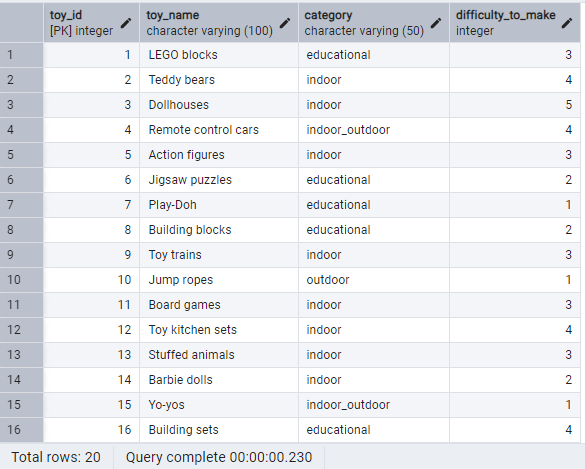 toy_id toy_name category difficulty_to_make
[PK] integer character varying (100) character varying (50) integer
1 1 LEGO blocks educational 3
2 2 Teddy bears indoor 4
3 3 Dollhouses indoor 5
4 4 Remote control cars indoor_outdoor 4
5 5 Action figures indoor 3
6 6 Jigsaw puzzles educational 2
7 7 Play-Doh educational 1
8 8 Building blocks educational 2
9 9 Toy trains indoor 3
10 10 Jump ropes outdoor 1
11 11 Board games indoor 3
12 12 Toy kitchen sets indoor 4
13 13 Stuffed animals indoor 3
14 14 Barbie dolls indoor 2
15 15 Yo-yos indoor_outdoor 1
16 16 Building sets educational 4
Total rows: 20 Query complete 00:00:00.230